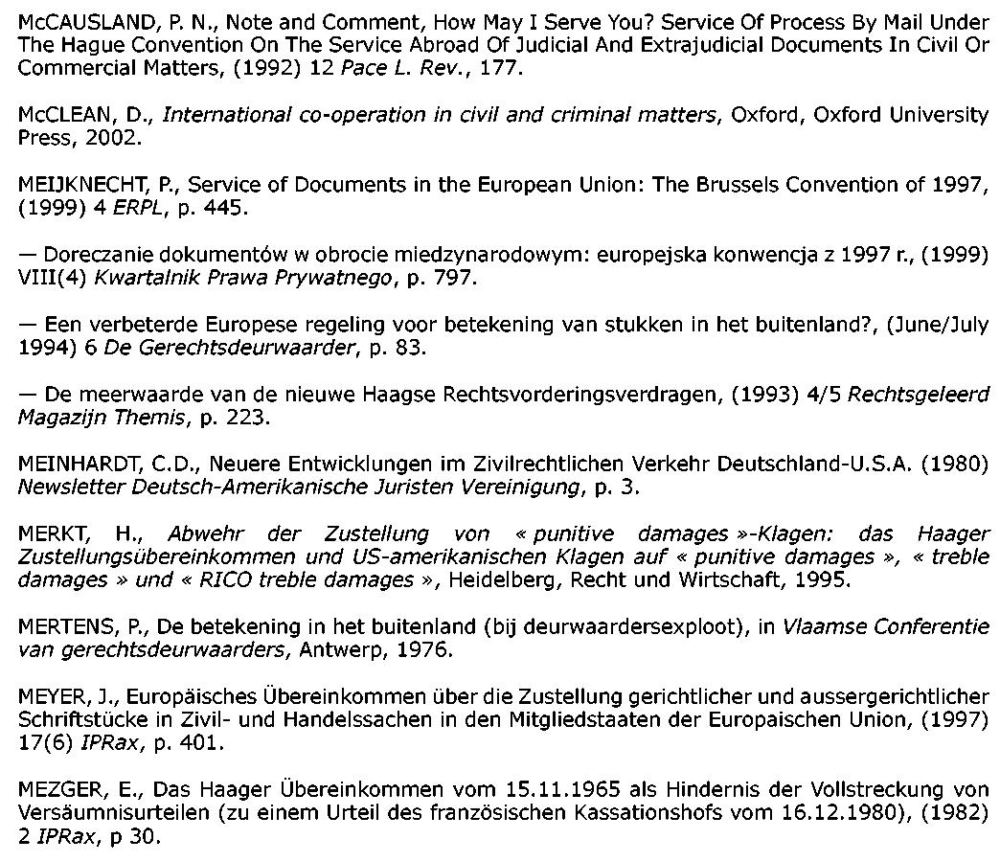 McCAUSLAND, P. N., Note and Comment, How May I Serve You? Service Of Process By Mail Under
The Hague Convention On The Service Abroad Of Judicial And Extrajudicial Documents In Civil Or
Commercial Matters, (1992) 12 Pace L. Rev., 177.
McCLEAN, D., International co-operation in civil and criminal matters, Oxford, Oxford University
Press, 2002.
MEIJKNECHT, P., Service of Documents in the European Union: The Brussels Convention of 1997,
(1999) 4 ERPL, p. 445.
— Doreczanie dokumentów w obrocie miedzynarodowym: europejska konwencja z 1997 r., (1999)
VIII(4) Kwartalnik Prawa Prywatnego, p. 797.
— Een verbeterde Europese regeling voor betekening van stukken in het buitenland?, (June/July
1994) 6 De Gerechtsdeurwaarder, p. 83.
— De meerwaarde van de nieuwe Haagse Rechtsvorderingsverdragen, (1993) 4/5 Rechtsgeleerd
Magazijn Themis, p. 223.
MEINHARDT, C.D., Neuere Entwicklungen im Zivilrechtlichen Verkehr Deutschland-U.S.A. (1980)
Newsletter Deutsch-Amerikanische Juristen Vereinigung, p. 3.
MERKT, H., Abwehr der Zustellung von « punitive damages »-Klagen: das Haager
Zustellungsübereinkommen und US-amerikanischen Klagen auf « punitive damages », « treble
damages » und « RICO treble damages », Heidelberg, Recht und Wirtschaft, 1995.
MERTENS, P., De betekening in het buitenland (bij deurwaardersexploot), in Vlaamse Conferentie
van gerechtsdeurwaarders, Antwerp, 1976.
MEYER, J., Europäisches Übereinkommen über die Zustellung gerichtlicher und aussergerichtlicher
Schriftstücke in Zivil- und Handelssachen in den Mitgliedstaaten der Europaischen Union, (1997)
17(6) IPRax, p. 401.
MEZGER, E., Das Haager Übereinkommen vom 15.11.1965 als Hindernis der Vollstreckung von
Versäumnisurteilen (zu einem Urteil des französischen Kassationshofs vom 16.12.1980), (1982)
2 IPRax, p 30.